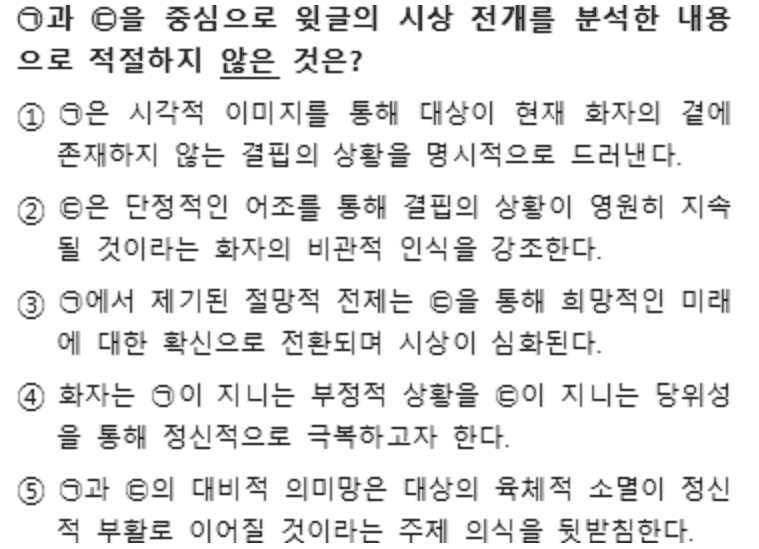 ㉠과 ㉢을 중심으로 윗글의 시상 전개를 분석한 내용
으로 적절하지 않은 것은?
① ㉠은 시각적 이미지를 통해 대상이 현재 화자의 곁에
존재하지 않는 결핍의 상황을 명시적으로 드러낸다.
② ㉢은 단정적인 어조를 통해 결핍의 상황이 영원히 지속
될 것이라는 화자의 비관적 인식을 강조한다.
③ ㉠에서 제기된 절망적 전제는 ㉢을 통해 희망적인 미래
에 대한 확신으로 전환되며 시상이 심화된다.
④ 화자는 ㉠이 지니는 부정적 상황을 ㉢이 지니는 당위성
을 통해 정신적으로 극복하고자 한다.
⑤ ㉠과 ㉢의 대비적 의미망은 대상의 육체적 소멸이 정신
적 부활로 이어질 것이라는 주제 의식을 뒷받침한다.